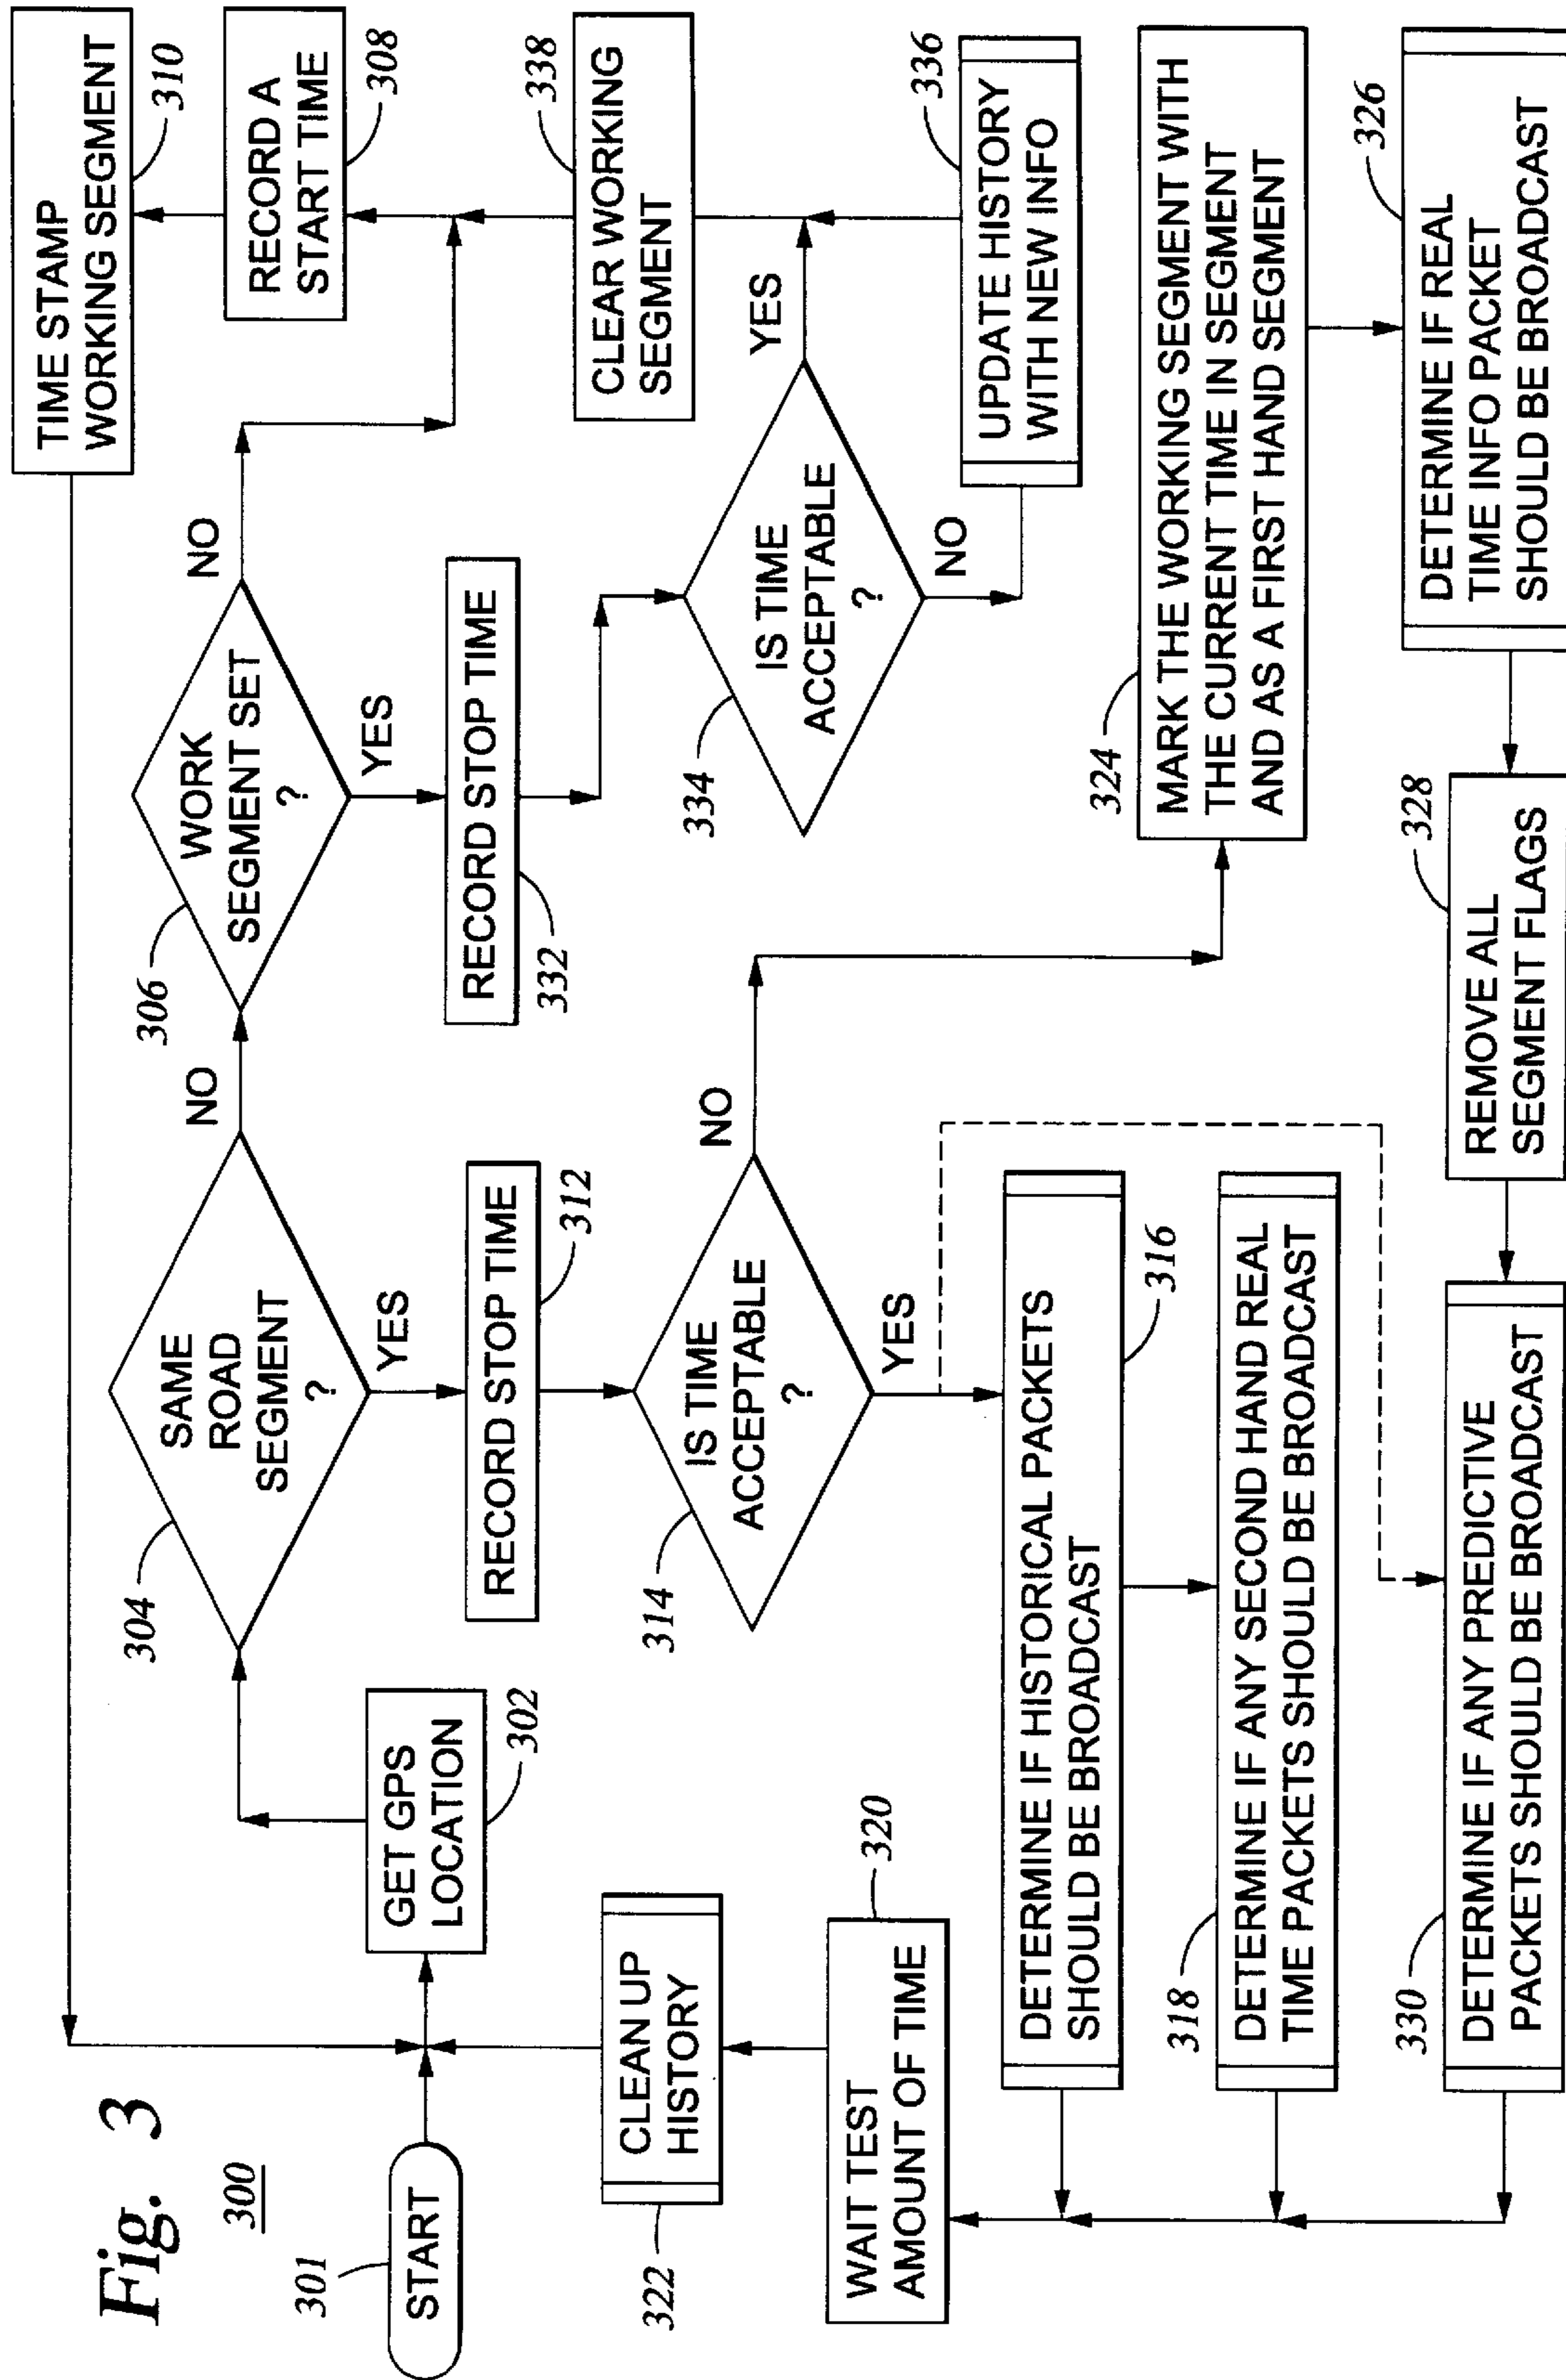 Fig. 3
300
301
START
GET GPS
LOCATION
302
304
SAME
ROAD
SEGMENT
?
NO
YES
306
WORK
SEGMENT SET
?
NO
YES
TIME STAMP
WORKING SEGMENT
310
RECORD A
START TIME
308
CLEAR WORKING
SEGMENT
338
UPDATE HISTORY
WITH NEW INFO
336
RECORD STOP TIME
332
334
IS TIME
ACCEPTABLE
?
YES
NO
RECORD STOP TIME
312
314
IS TIME
ACCEPTABLE
?
NO
YES
CLEAN UP
HISTORY
322
WAIT TEST
AMOUNT OF TIME
320
DETERMINE IF HISTORICAL PACKETS
SHOULD BE BROADCAST
316
318
DETERMINE IF ANY SECOND HAND REAL
TIME PACKETS SHOULD BE BROADCAST
330
DETERMINE IF ANY PREDICTIVE
PACKETS SHOULD BE BROADCAST
324
MARK THE WORKING SEGMENT WITH
THE CURRENT TIME IN SEGMENT
AND AS A FIRST HAND SEGMENT
326
DETERMINE IF REAL
TIME INFO PACKET
SHOULD BE BROADCAST
328
REMOVE ALL
SEGMENT FLAGS